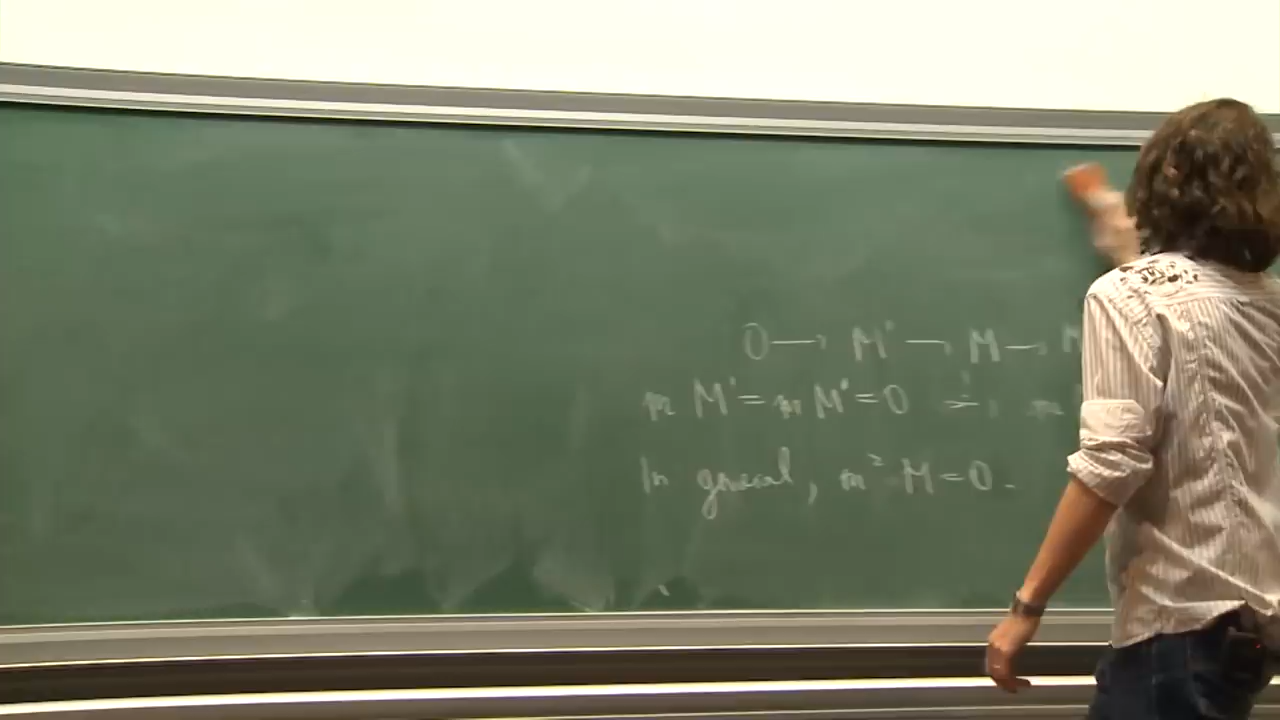 0 → M' → M → M
m M' = m M" = 0 ⇒, m
In general, m² M = 0.